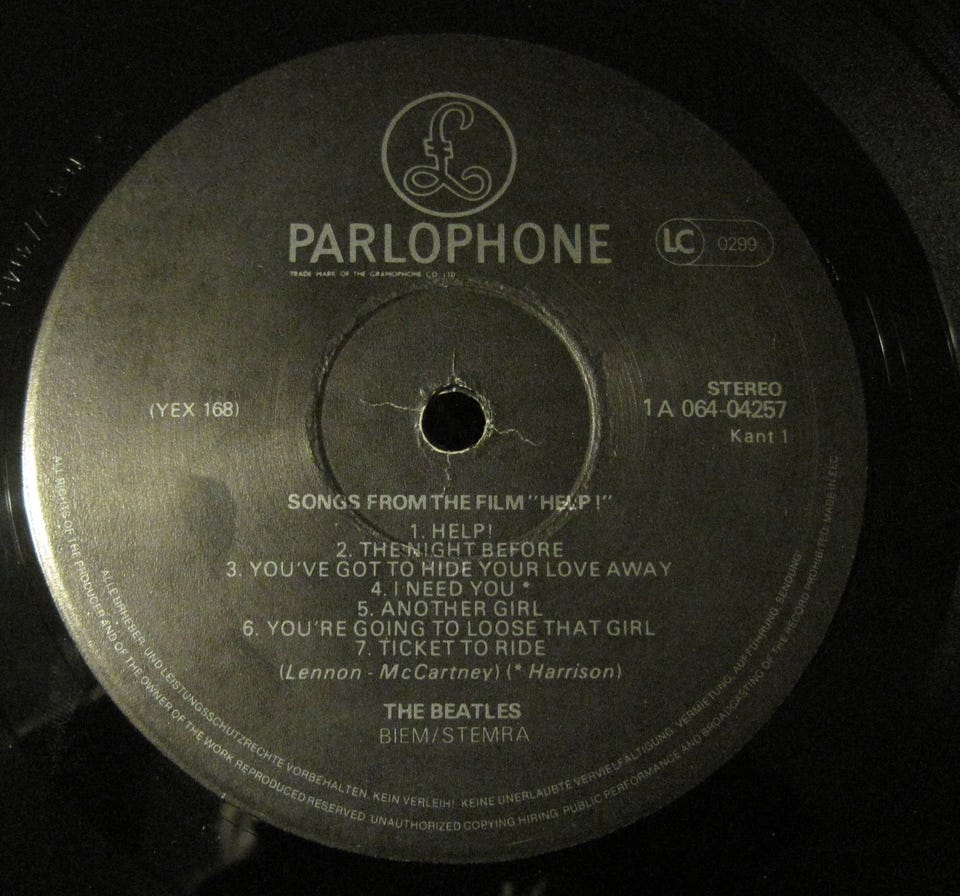 £
PARLOPHONE
TRADE MARK OF THE GRAMOPHONE CO. LTD
LC 0299
(YEX 168)
STEREO
1A 064-04257
Kant 1
SONGS FROM THE FILM "HELP!"
1. HELP!
2. THE NIGHT BEFORE
3. YOU'VE GOT TO HIDE YOUR LOVE AWAY
4. I NEED YOU *
5. ANOTHER GIRL
6. YOU'RE GOING TO LOOSE THAT GIRL
7. TICKET TO RIDE
(Lennon - McCartney) (* Harrison)
THE BEATLES
BIEM/STEMRA
ALLE URHEBER UND LEISTUNGSSCHUTZRECHTE VORBEHALTEN. KEIN VERLEIH! KEINE UNERLAUBTE VERVIELFÄLTIGUNG, VERMIETUNG, AUFFÜHRUNG, SENDUNG!
ALL RIGHTS OF THE PRODUCER AND OF THE OWNER OF THE WORK REPRODUCED RESERVED. UNAUTHORIZED COPYING HIRING PUBLIC PERFORMANCE AND BROADCASTING OF THE RECORD PROHIBITED MADE IN EEC